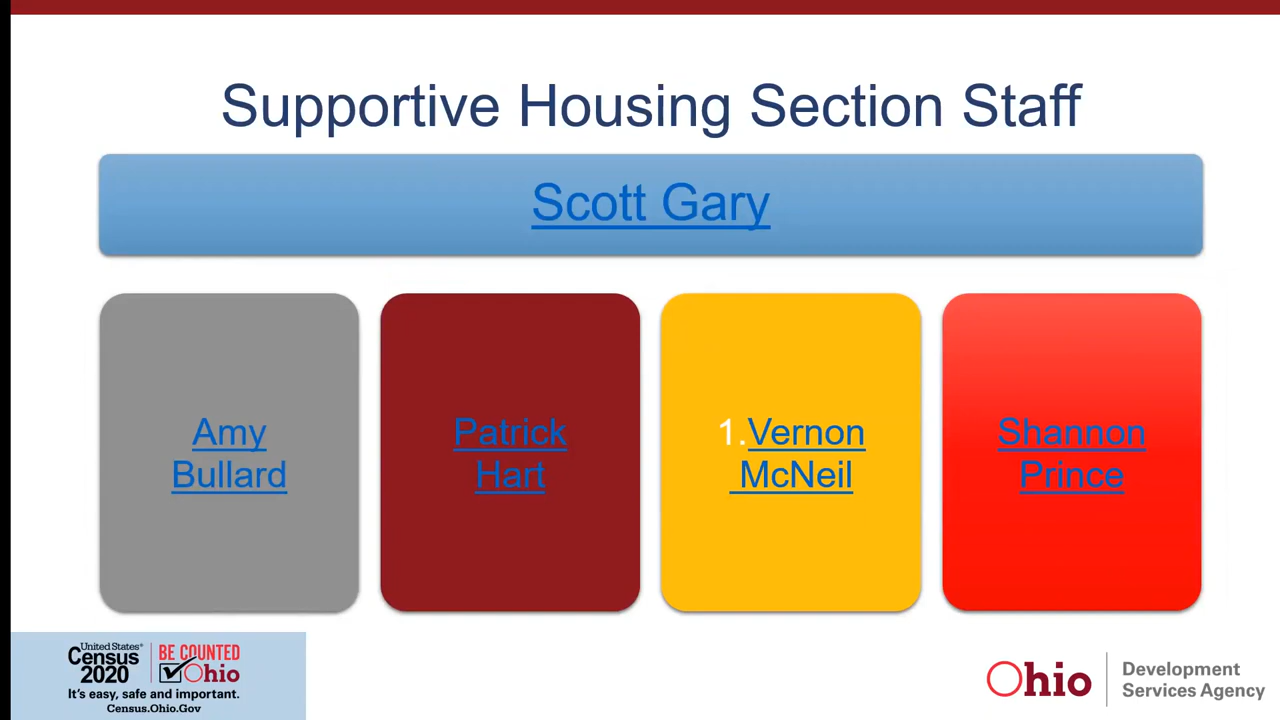 Supportive Housing Section Staff
Scott Gary
Amy
Bullard
Patrick
Hart
1.Vernon
McNeil
Shannon
Prince
United States®
Census
2020
BE COUNTED
Ohio
It's easy, safe and important.
Census.Ohio.Gov
Ohio
Development
Services Agency